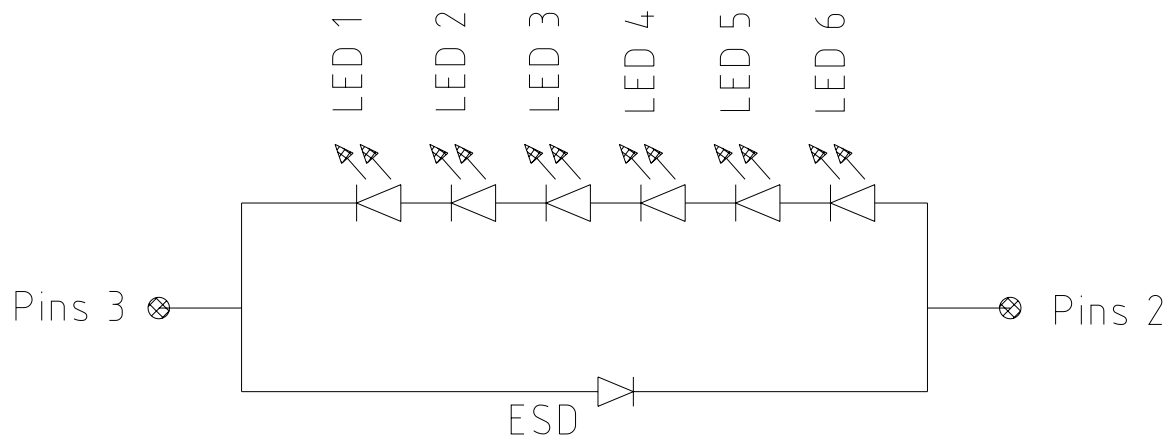 LED 1
LED 2
LED 3
LED 4
LED 5
LED 6
Pins 3
Pins 2
ESD